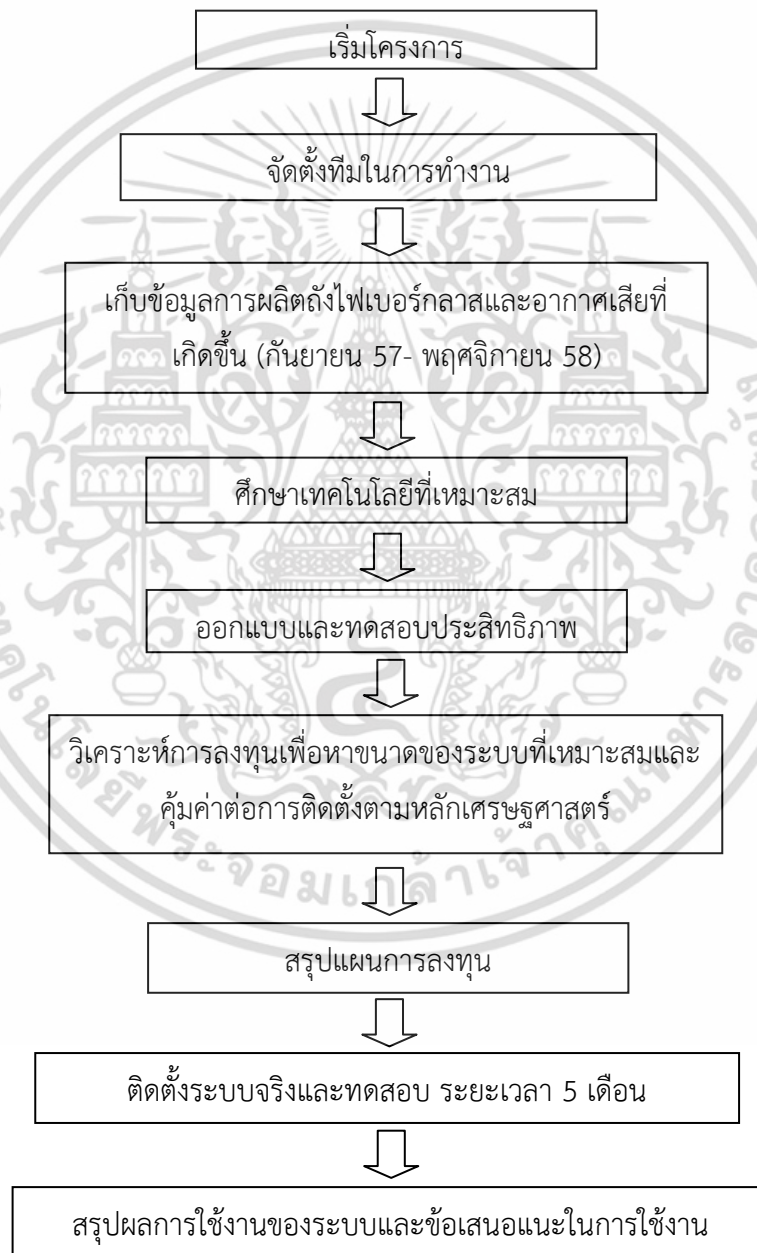 เริ่มโครงการ
จัดตั้งทีมในการทำงาน
เก็บข้อมูลการผลิตถังไฟเบอร์กลาสและอากาศเสียที่
เกิดขึ้น (กันยายน 57- พฤศจิกายน 58)
ศึกษาเทคโนโลยีที่เหมาะสม
ออกแบบและทดสอบประสิทธิภาพ
วิเคราะห์การลงทุนเพื่อหาขนาดของระบบที่เหมาะสมและ
คุ้มค่าต่อการติดตั้งตามหลักเศรษฐศาสตร์
สรุปแผนการลงทุน
ติดตั้งระบบจริงและทดสอบ ระยะเวลา 5 เดือน
สรุปผลการใช้งานของระบบและข้อเสนอแนะในการใช้งาน